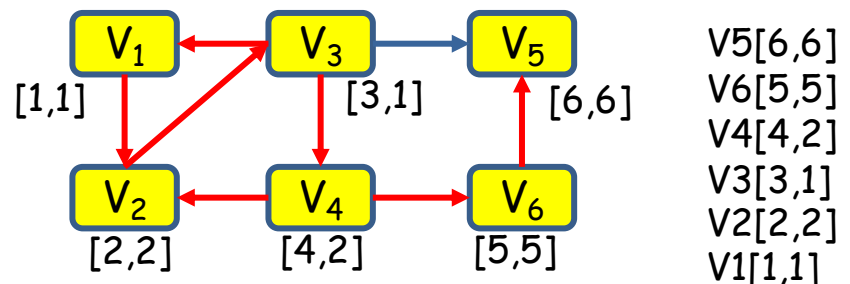 V₁ V₃ V₅
[1,1] [3,1] [6,6]
V₂ V₄ V₆
[2,2] [4,2] [5,5]
V5[6,6]
V6[5,5]
V4[4,2]
V3[3,1]
V2[2,2]
V1[1,1]